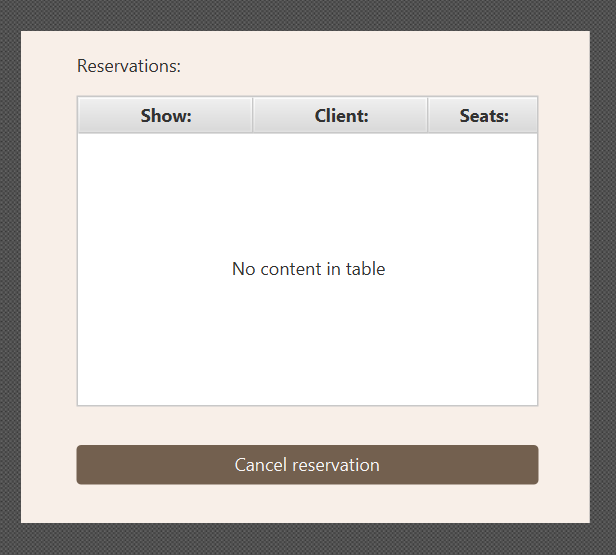 Reservations:
Show: Client: Seats:
No content in table
Cancel reservation